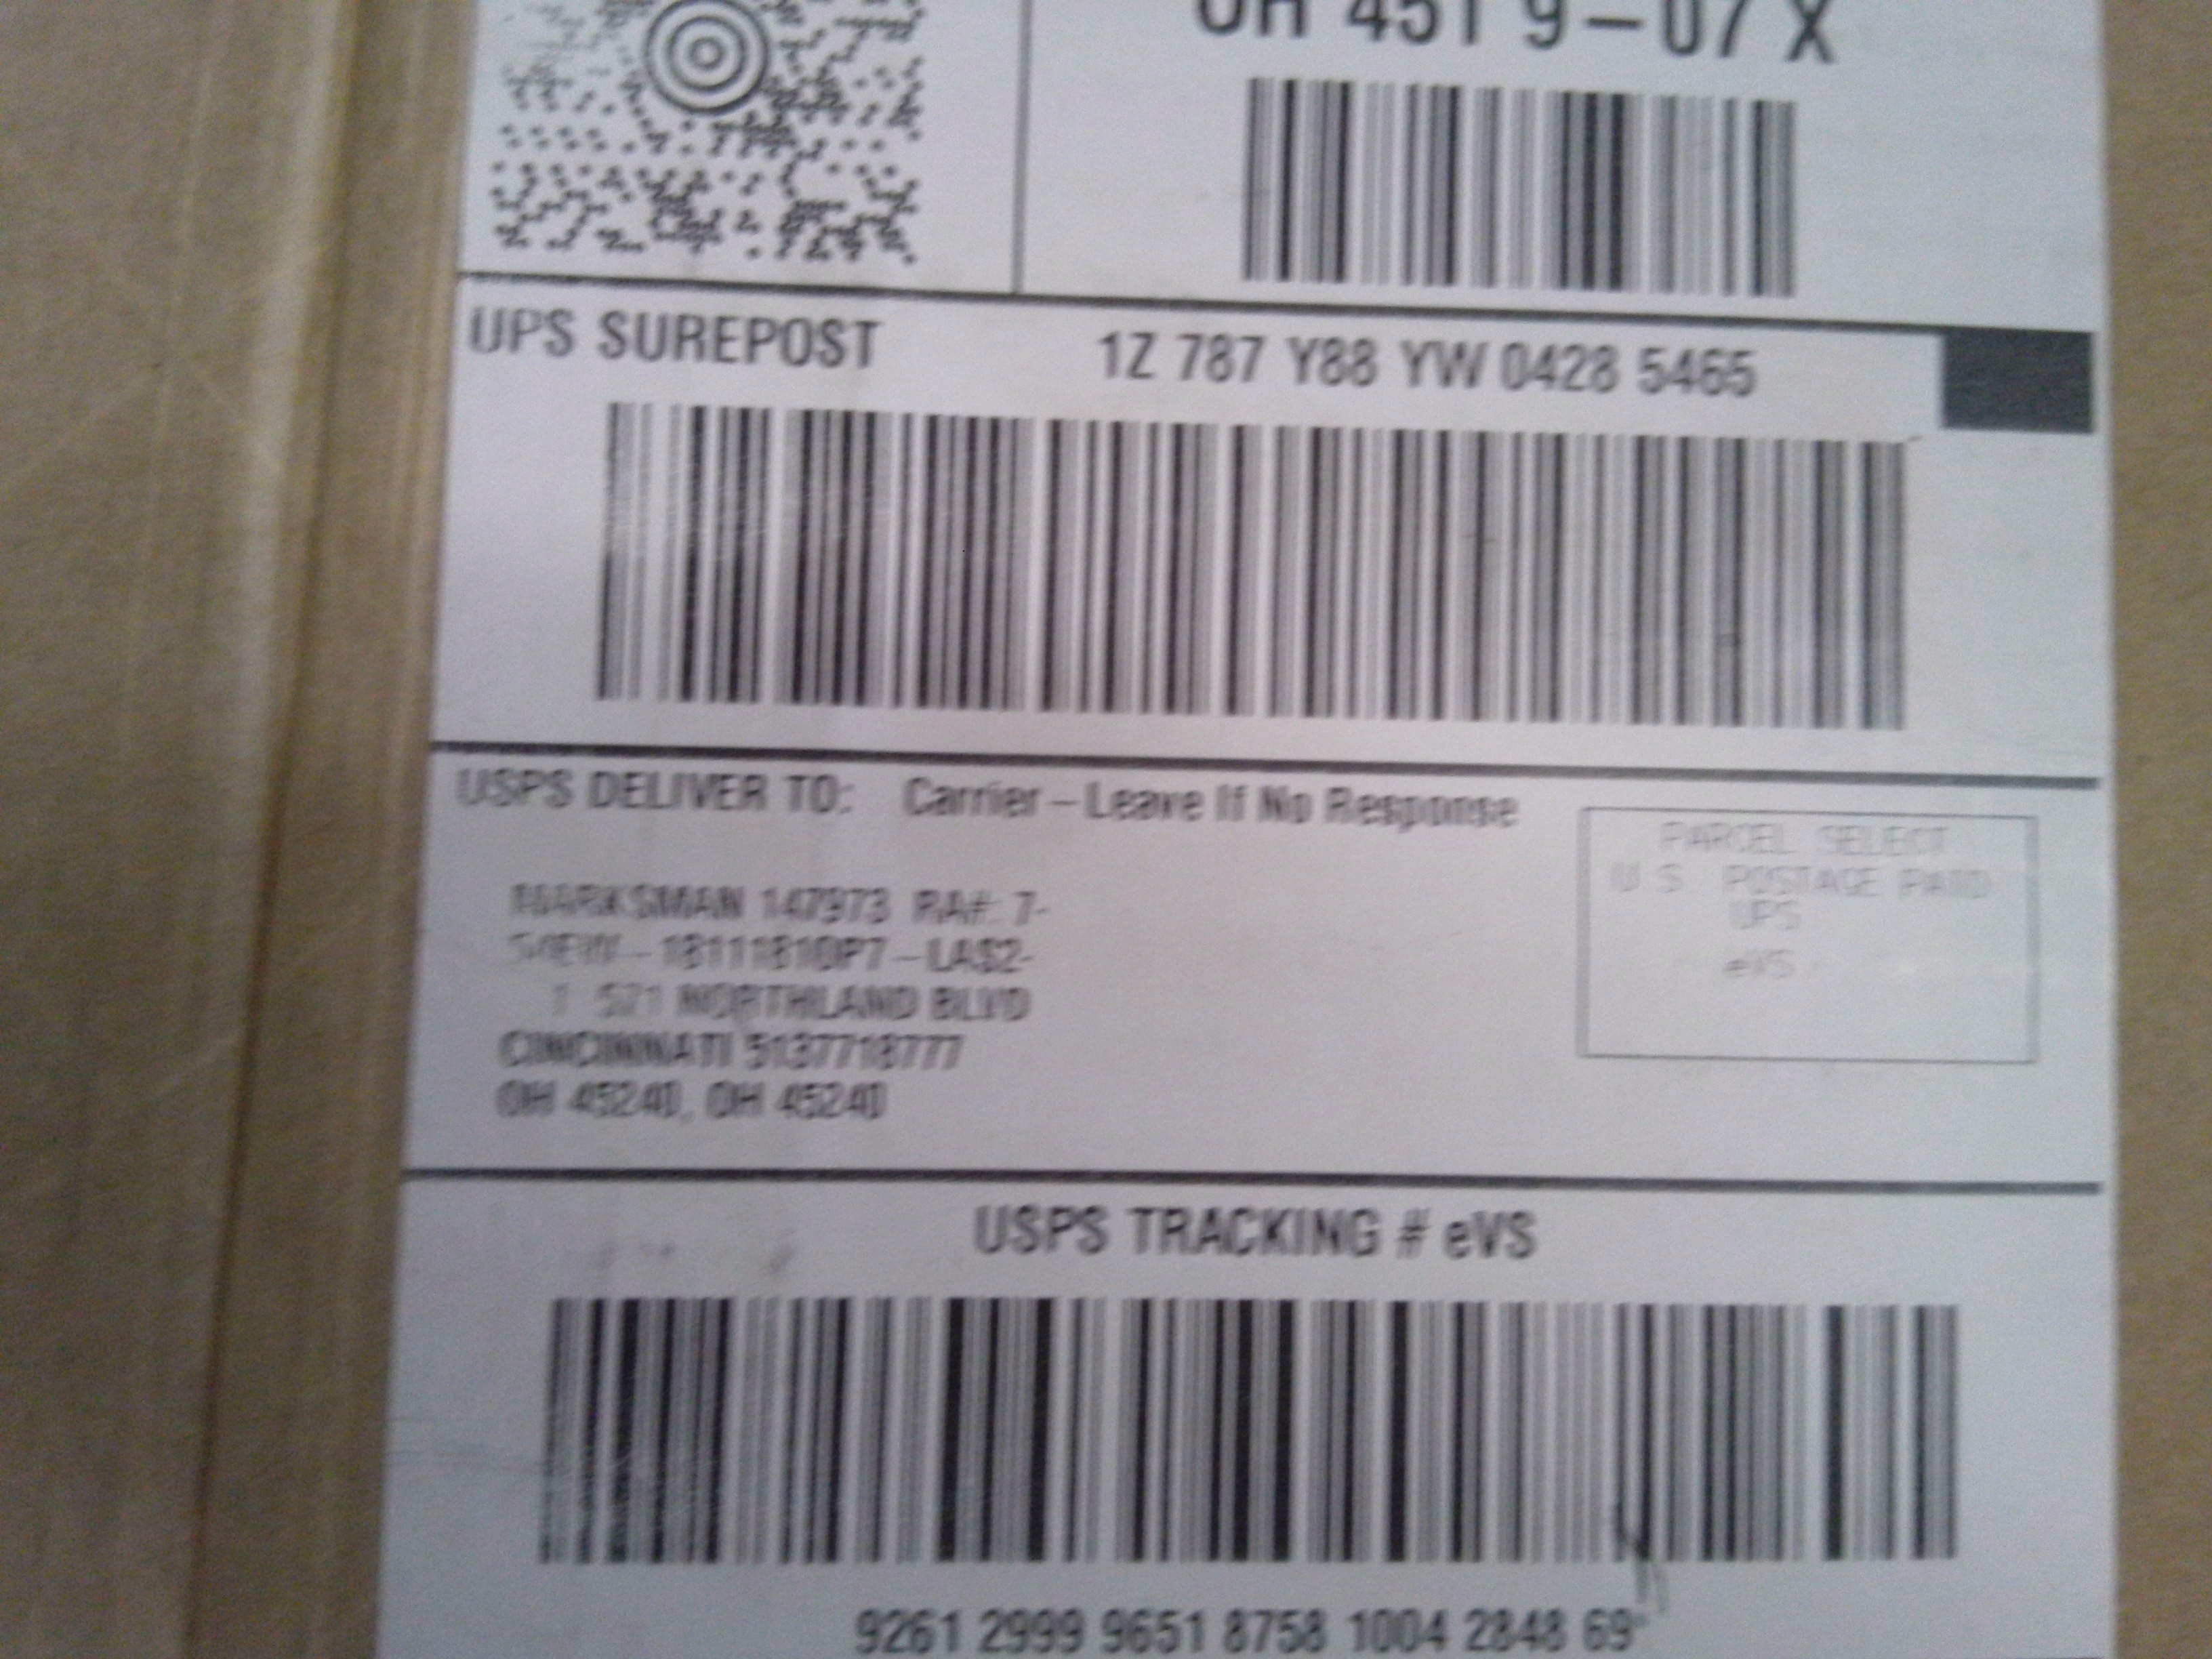 OH 451 9-07 X
UPS SUREPOST 1Z 787 Y88 YW 0428 5465
USPS DELIVER TO: Carrier - Leave If No Response
PARCEL SELECT
U.S. POSTAGE PAID
UPS
eVS
MARKSMAN 147973 RA#: 7-
1 521 NORTHLAND BLVD
CINCINNATI 5137718777
OH 45240, OH 45240
USPS TRACKING # eVS
9261 2999 9651 8758 1004 2848 69